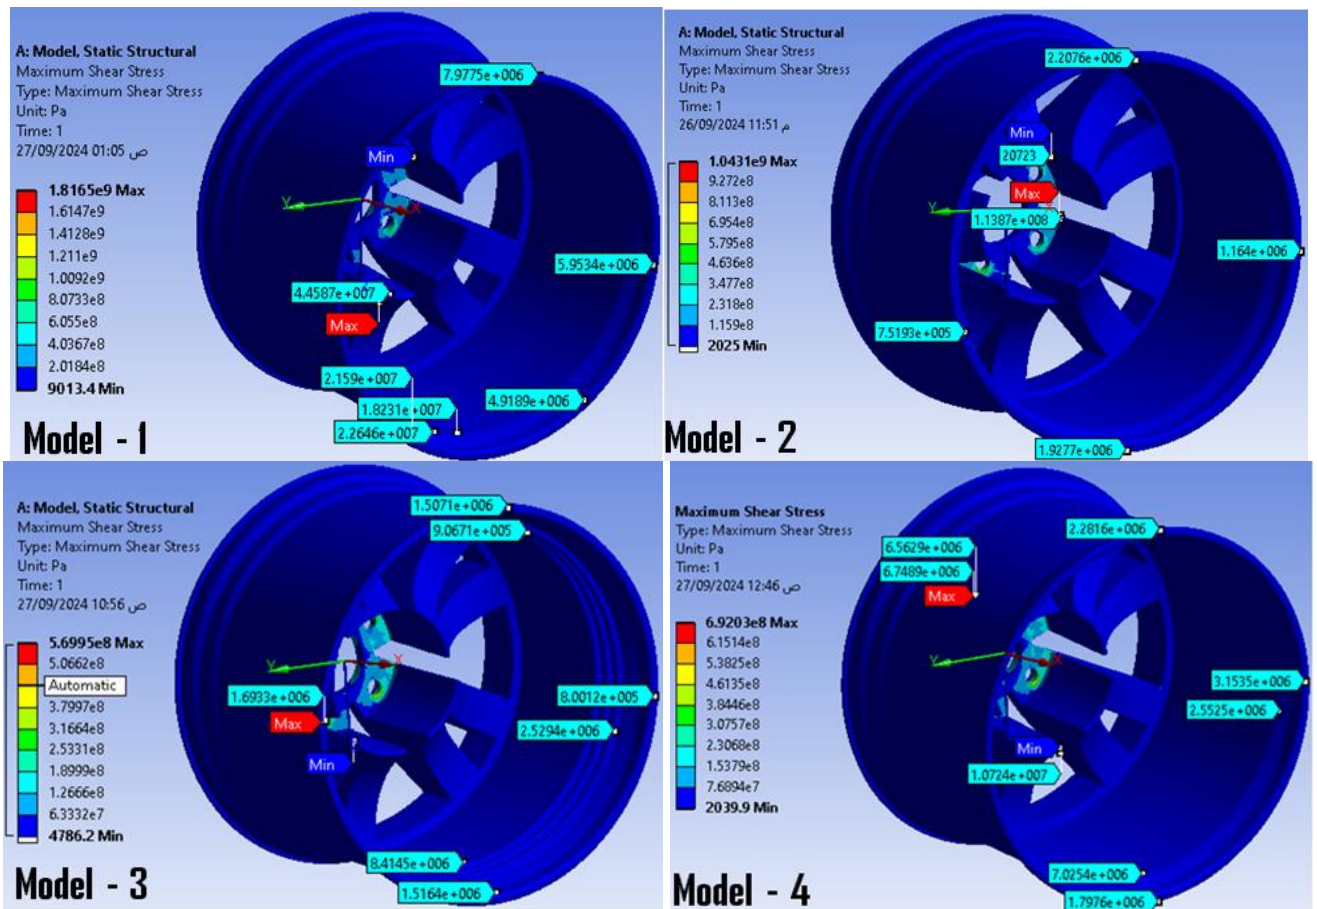 A: Model, Static Structural
Maximum Shear Stress
Type: Maximum Shear Stress
Unit: Pa
Time: 1
27/09/2024 01:05 ص
1.8165e9 Max
1.6147e9
1.4128e9
1.211e9
1.0092e9
8.0733e8
6.055e8
4.0367e8
2.0184e8
9013.4 Min
7.9775e+006
Min
Y
X
5.9534e+006
4.4587e+007
Max
2.159e+007
1.8231e+007
4.9189e+006
2.2646e+007
Model - 1
A: Model, Static Structural
Maximum Shear Stress
Type: Maximum Shear Stress
Unit: Pa
Time: 1
26/09/2024 11:51 م
1.0431e9 Max
9.272e8
8.113e8
6.954e8
5.795e8
4.636e8
3.477e8
2.318e8
1.159e8
2025 Min
2.2076e+006
Min
20723
Max
Y
1.1387e+008
1.164e+006
7.5193e+005
1.9277e+006
Model - 2
A: Model, Static Structural
Maximum Shear Stress
Type: Maximum Shear Stress
Unit: Pa
Time: 1
27/09/2024 10:56 ص
5.6995e8 Max
5.0662e8
Automatic
3.7997e8
3.1664e8
2.5331e8
1.8999e8
1.2666e8
6.3332e7
4786.2 Min
1.5071e+006
9.0671e+005
Y
X
1.6933e+006
8.0012e+005
Max
2.5294e+006
Min
8.4145e+006
1.5164e+006
Model - 3
Maximum Shear Stress
Type: Maximum Shear Stress
Unit: Pa
Time: 1
27/09/2024 12:46 ص
6.9203e8 Max
6.1514e8
5.3825e8
4.6135e8
3.8446e8
3.0757e8
2.3068e8
1.5379e8
7.6894e7
2039.9 Min
2.2816e+006
6.5629e+006
6.7489e+006
Max
Y
X
3.1535e+006
2.5525e+006
Min
1.0724e+007
7.0254e+006
1.7976e+006
Model - 4